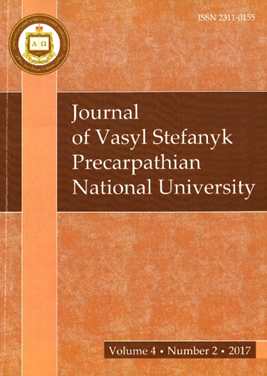 ISSN 2311-0155
Α Ω
Journal
of Vasyl Stefanyk
Precarpathian
National University
Volume 4 • Number 2 • 2017